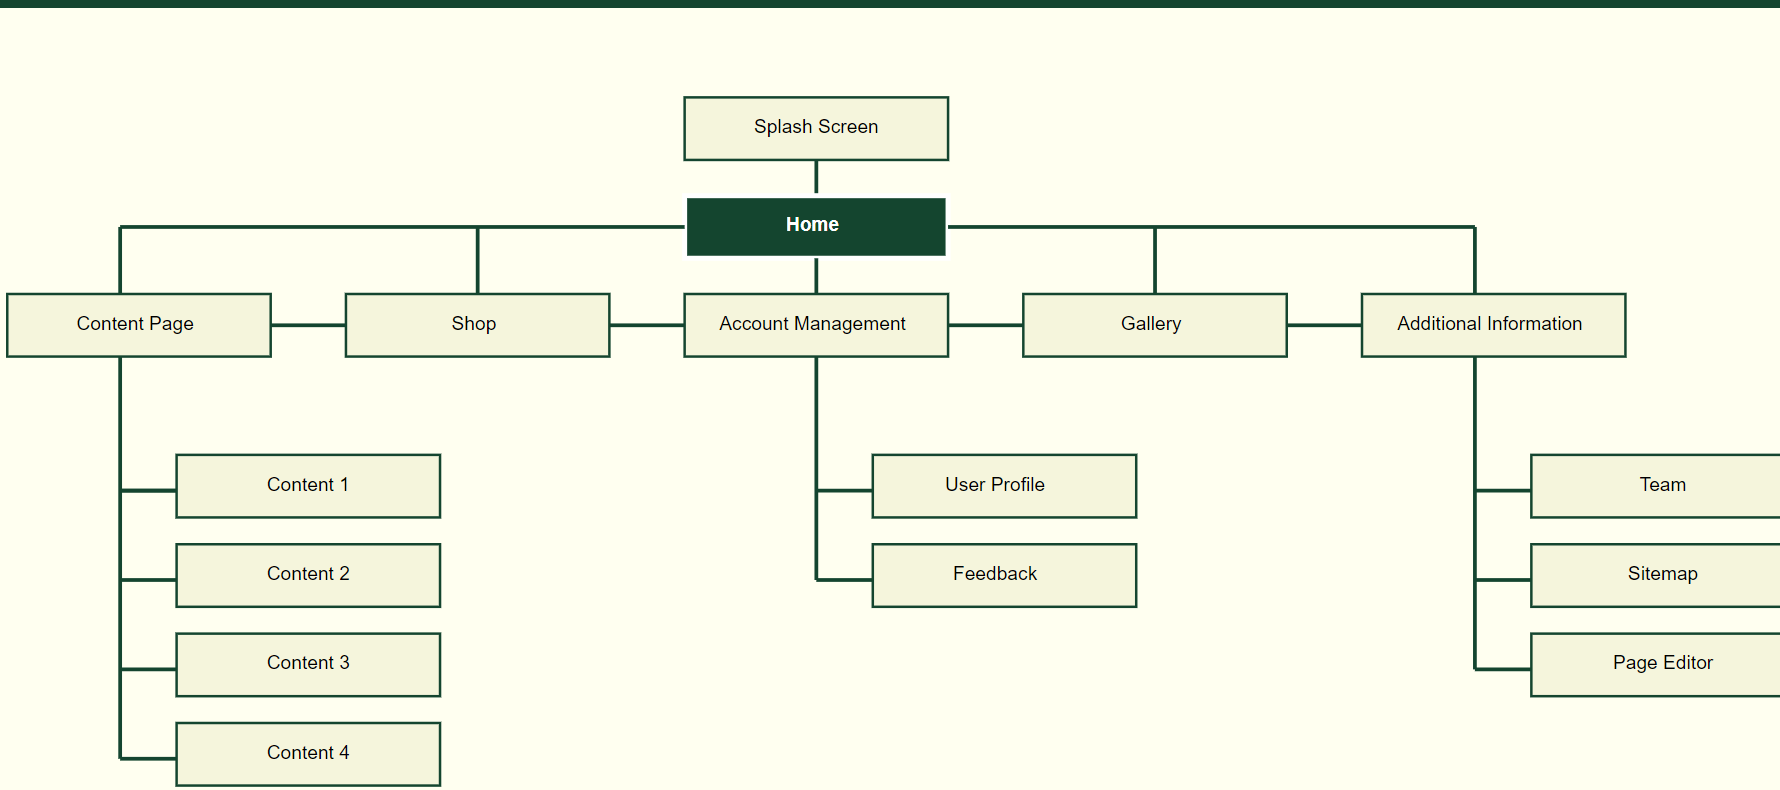 Splash Screen
Home
Content Page
Shop
Account Management
Gallery
Additional Information
Content 1
User Profile
Team
Content 2
Feedback
Sitemap
Content 3
Page Editor
Content 4